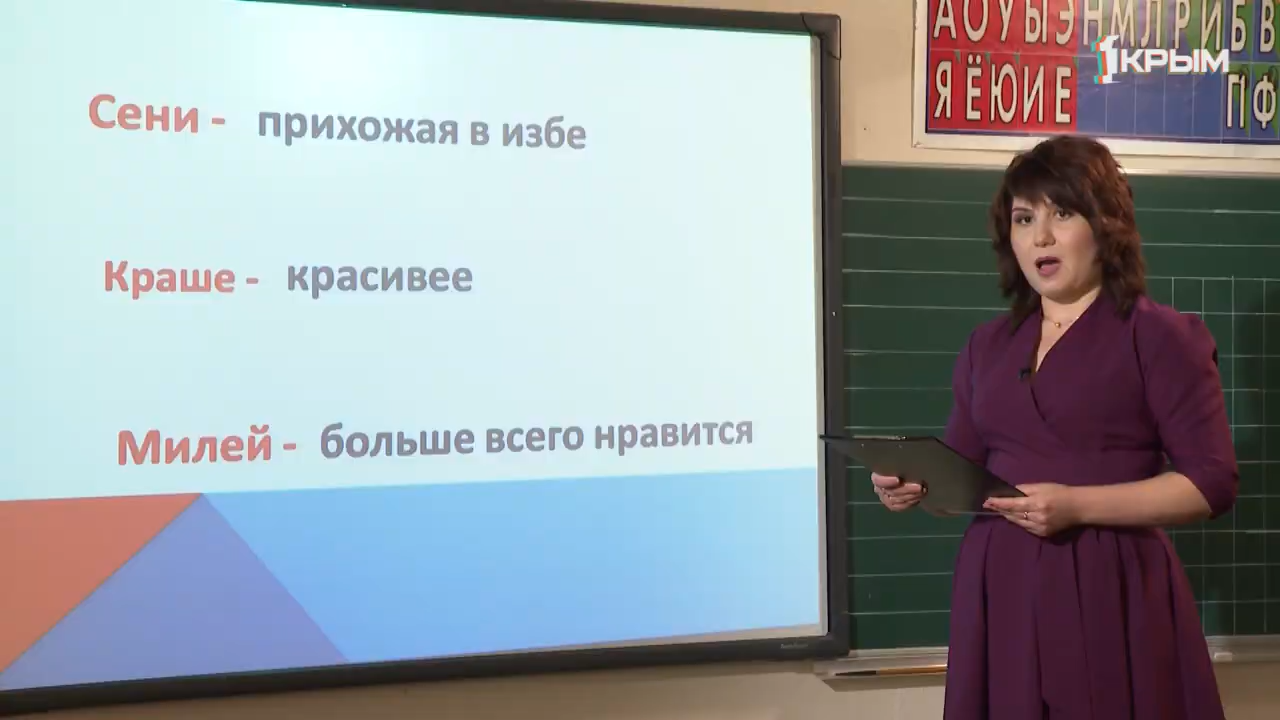 Сени - прихожая в избе
Краше - красивее
Милей - больше всего нравится
АОУЫЭНМЛРИБВ
ЯЁЮИЕ ПФ
1КРЫМ